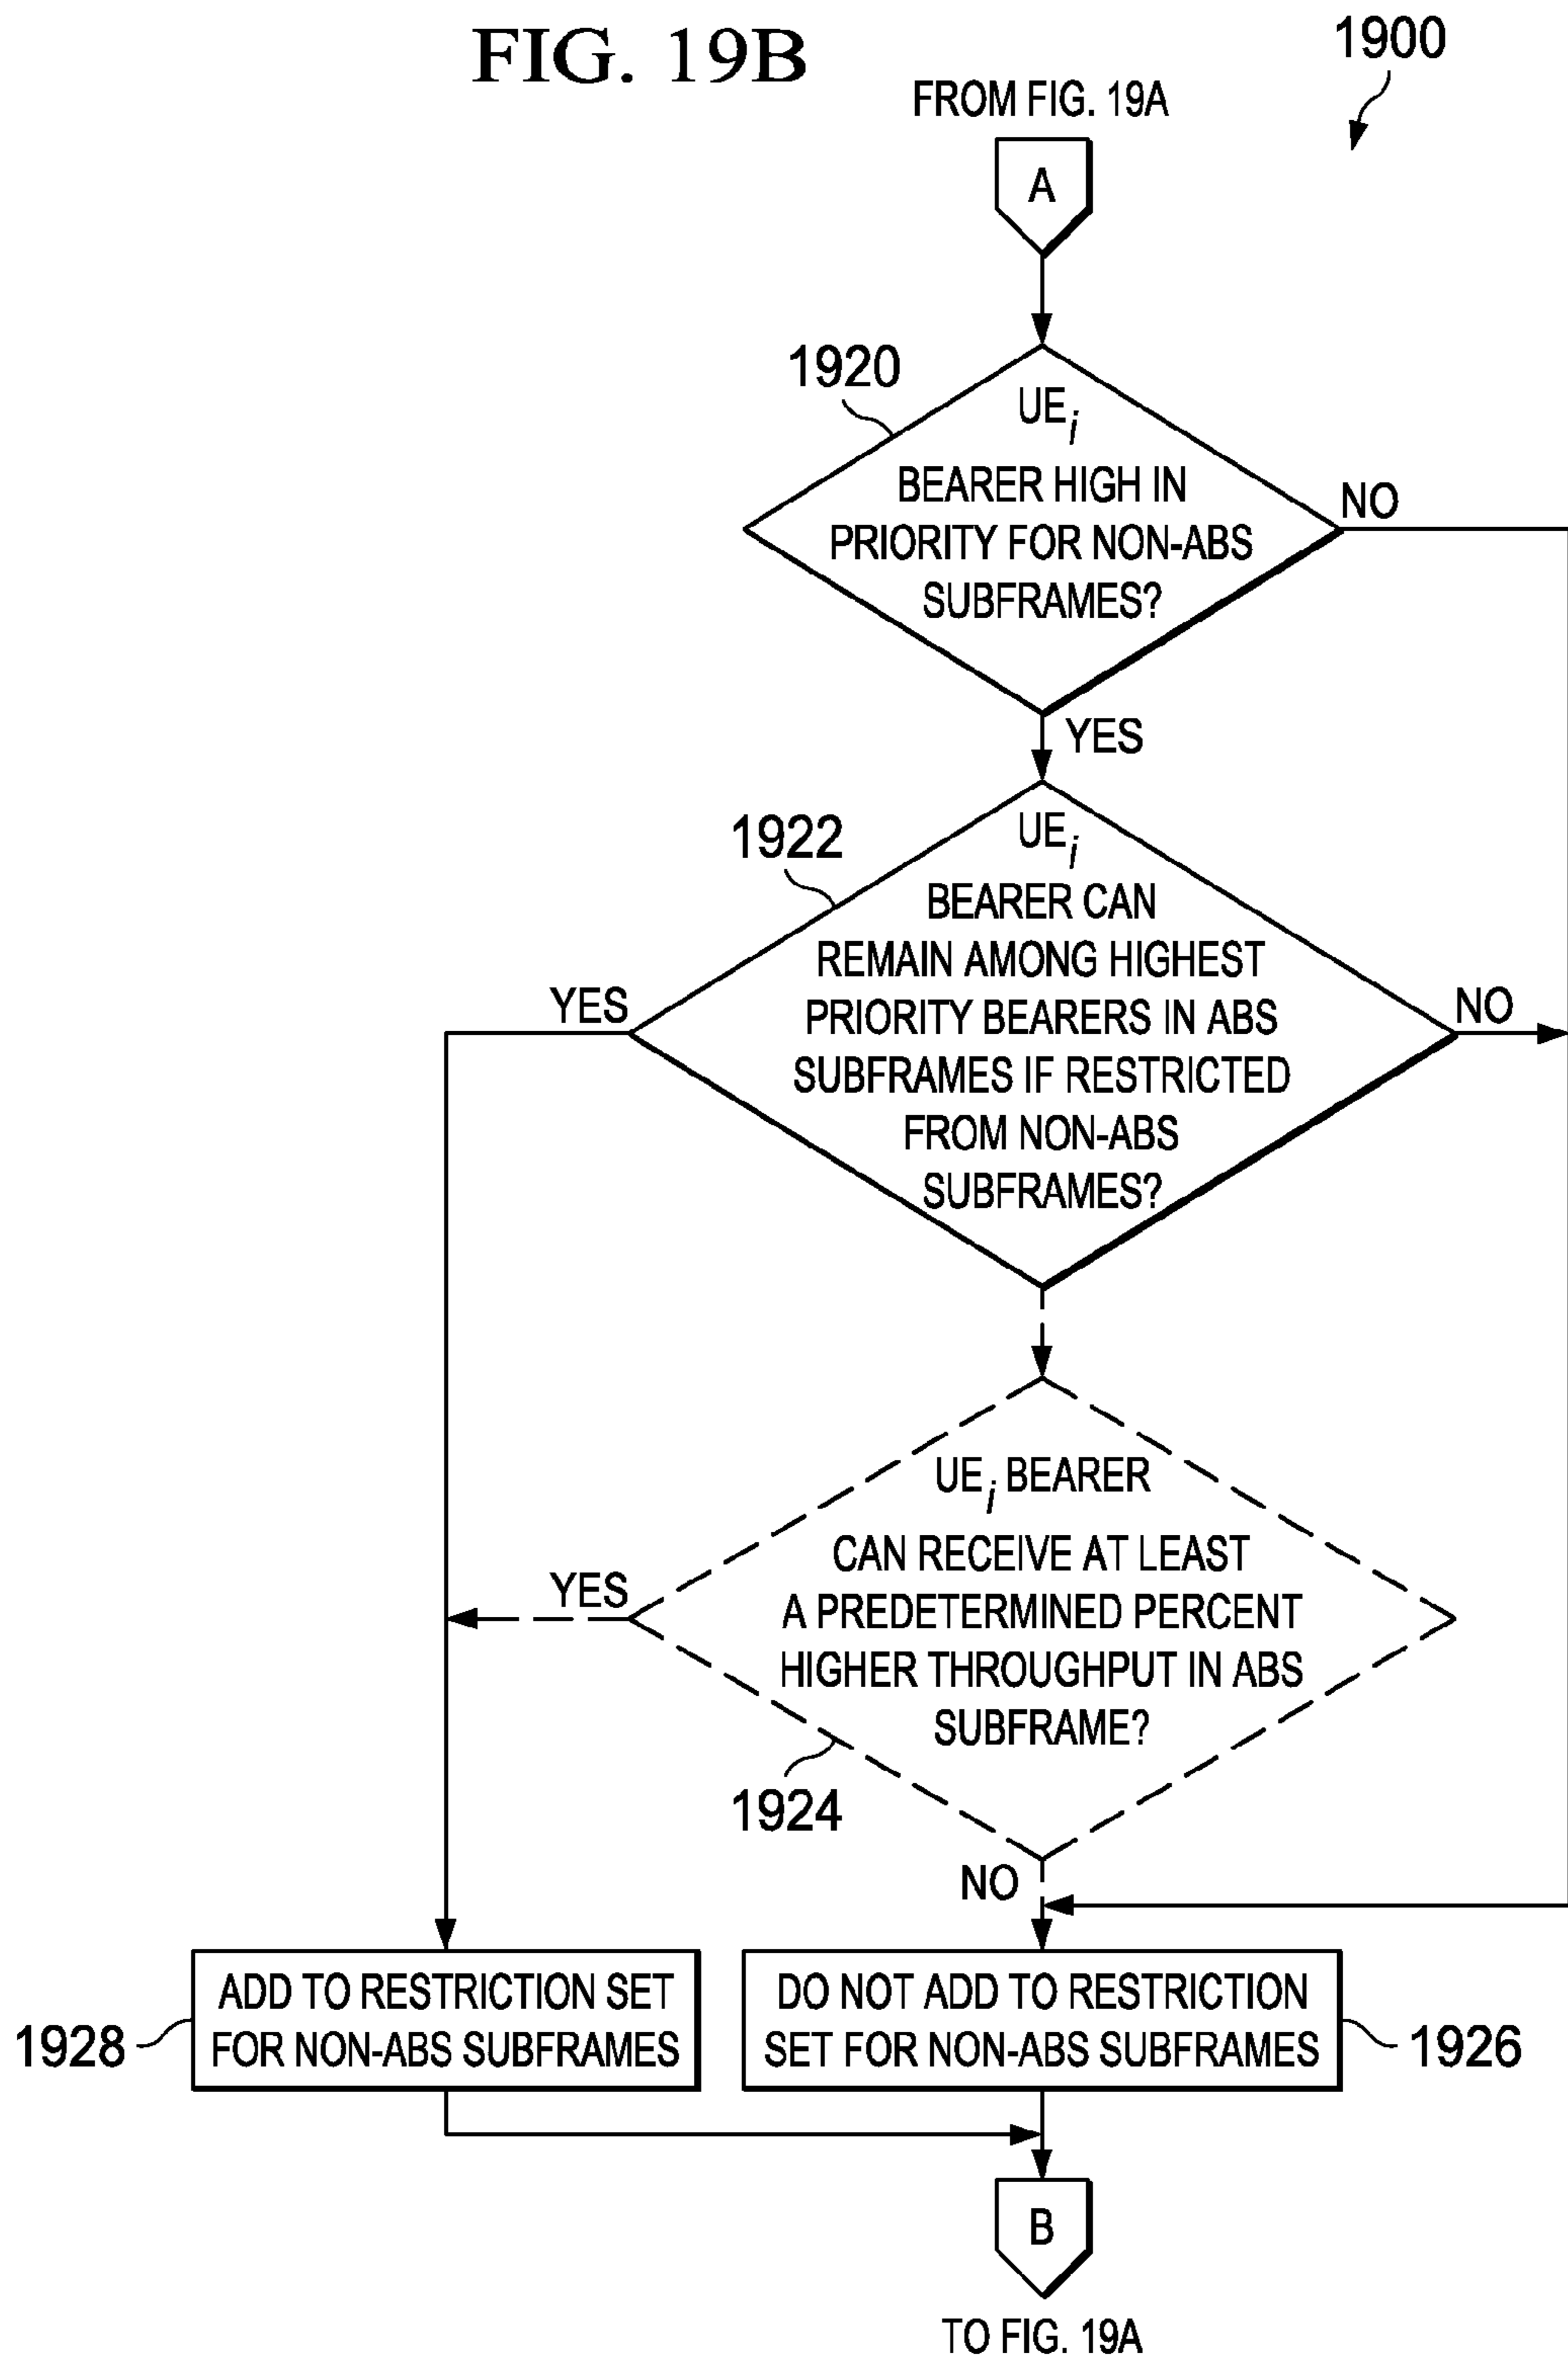 FIG. 19B
1900
FROM FIG. 19A
A
1920
UEi
BEARER HIGH IN
PRIORITY FOR NON-ABS
SUBFRAMES?
NO
YES
1922
UEi
BEARER CAN
REMAIN AMONG HIGHEST
PRIORITY BEARERS IN ABS
SUBFRAMES IF RESTRICTED
FROM NON-ABS
SUBFRAMES?
YES
NO
UEi BEARER
CAN RECEIVE AT LEAST
A PREDETERMINED PERCENT
HIGHER THROUGHPUT IN ABS
SUBFRAME?
YES
1924
NO
ADD TO RESTRICTION SET
FOR NON-ABS SUBFRAMES
1928
DO NOT ADD TO RESTRICTION
SET FOR NON-ABS SUBFRAMES
1926
B
TO FIG. 19A